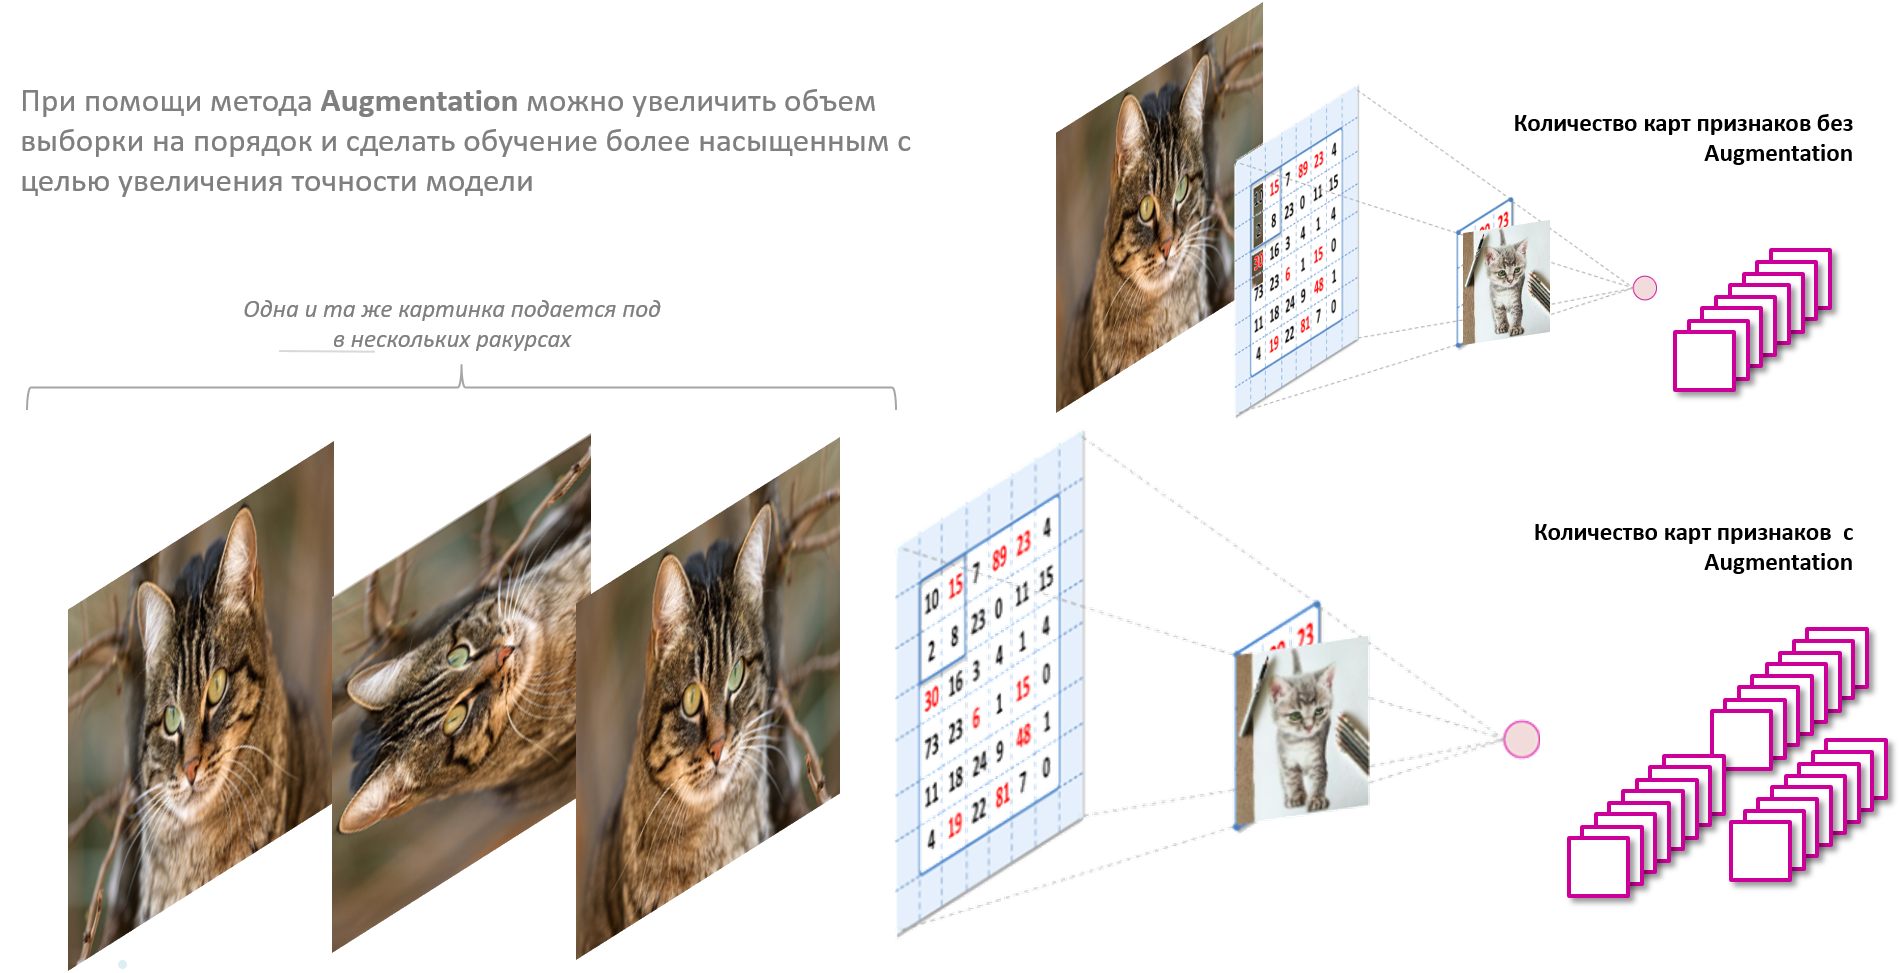 При помощи метода Augmentation можно увеличить объем
выборки на порядок и сделать обучение более насыщенным с
целью увеличения точности модели
Одна и та же картинка подается под
в нескольких ракурсах
Количество карт признаков без
Augmentation
10 15 7 89 23 4
2 8 23 0 11 15
30 16 3 4 1 4
73 23 6 1 15 0
11 18 24 9 48 1
4 19 22 81 7 0
23
Количество карт признаков с
Augmentation
10 15 7 89 23 4
2 8 23 0 11 15
30 16 3 4 1 4
73 23 6 1 15 0
11 18 24 9 48 1
4 19 22 81 7 0
23